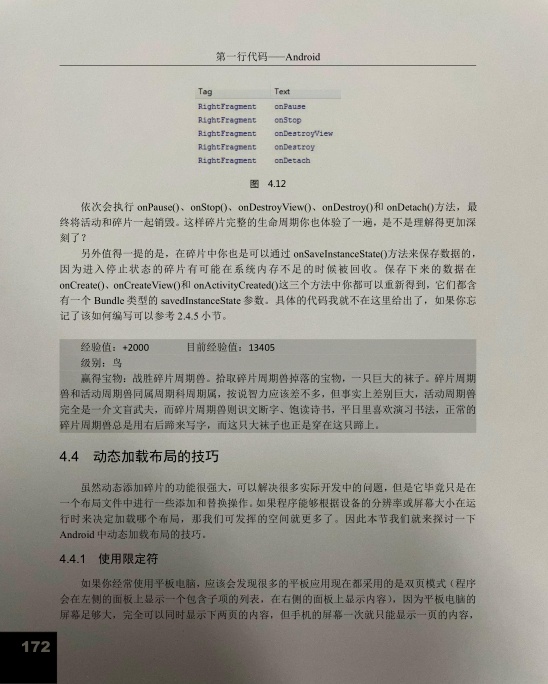 第一行代码——Android
Tag Text
RightFragment onPause
RightFragment onStop
RightFragment onDestroyView
RightFragment onDestroy
RightFragment onDetach
图 4.12
依次会执行 onPause()、onStop()、onDestroyView()、onDestroy()和 onDetach()方法，最
终将活动和碎片一起销毁。这样碎片完整的生命周期你也体验了一遍，是不是理解得更加深
刻了？
另外值得一提的是，在碎片中你也是可以通过 onSaveInstanceState()方法来保存数据的，
因为进入停止状态的碎片有可能在系统内存不足的时候被回收。保存下来的数据在
onCreate()、onCreateView()和 onActivityCreated()这三个方法中你都可以重新得到，它们都含
有一个 Bundle 类型的 savedInstanceState 参数。具体的代码我就不在这里给出了，如果你忘
记了该如何编写可以参考 2.4.5 小节。
经验值：+2000 目前经验值：13405
级别：鸟
赢得宝物：战胜碎片周期兽。拾取碎片周期兽掉落的宝物，一只巨大的袜子。碎片周期
兽和活动周期兽同属周期科周期属，按说智力应该差不多，但事实上差别巨大，活动周期兽
完全是一介文盲武夫，而碎片周期兽则识文断字、饱读诗书，平日里喜欢演习书法，正常的
碎片周期兽总是用右后蹄来写字，而这只大袜子也正是穿在这只蹄上。
4.4 动态加载布局的技巧
虽然动态添加碎片的功能很强大，可以解决很多实际开发中的问题，但是它毕竟只是在
一个布局文件中进行一些添加和替换操作。如果程序能够根据设备的分辨率或屏幕大小在运
行时来决定加载哪个布局，那我们可发挥的空间就更多了。因此本节我们就来探讨一下
Android 中动态加载布局的技巧。
4.4.1 使用限定符
如果你经常使用平板电脑，应该会发现很多的平板应用现在都采用的是双页模式（程序
会在左侧的面板上显示一个包含子项的列表，在右侧的面板上显示内容），因为平板电脑的
屏幕足够大，完全可以同时显示下两页的内容，但手机的屏幕一次就只能显示一页的内容，
172